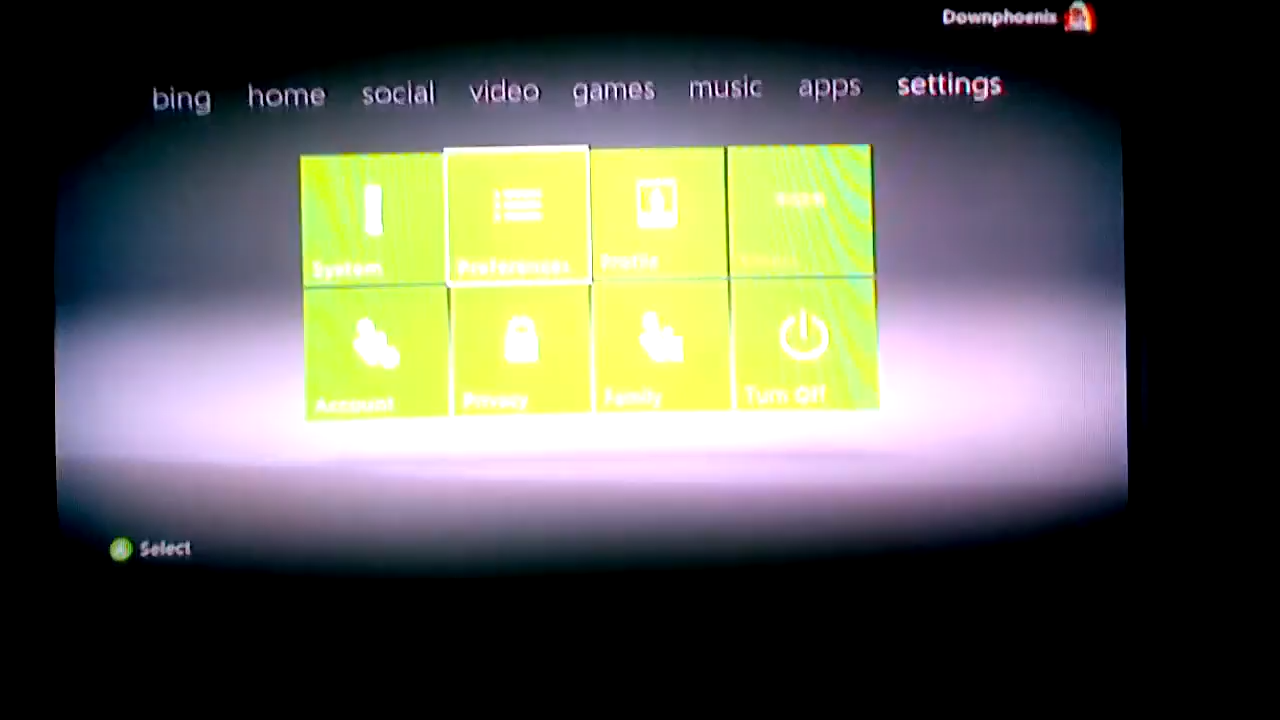 Downphoenix
bing home social video games music apps settings
System Preferences Profile
Account Privacy Family Turn Off
Select